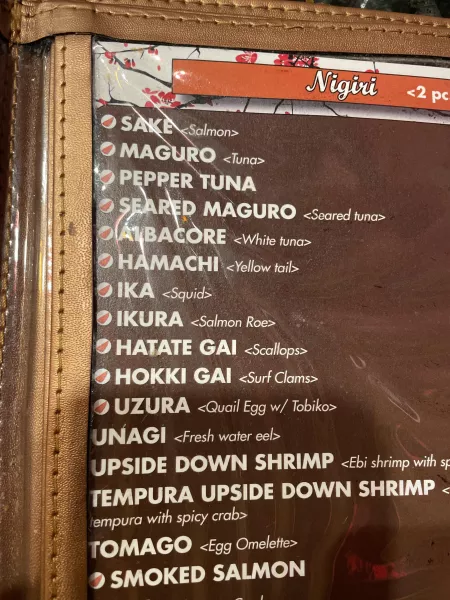 Nigiri <2 pc
SAKE <Salmon>
MAGURO <Tuna>
PEPPER TUNA
SEARED MAGURO <Seared tuna>
ALBACORE <White tuna>
HAMACHI <Yellow tail>
IKA <Squid>
IKURA <Salmon Roe>
HATATE GAI <Scallops>
HOKKI GAI <Surf Clams>
UZURA <Quail Egg w/ Tobiko>
UNAGI <Fresh water eel>
UPSIDE DOWN SHRIMP <Ebi shrimp with sp
TEMPURA UPSIDE DOWN SHRIMP <
tempura with spicy crab>
TOMAGO <Egg Omelette>
SMOKED SALMON